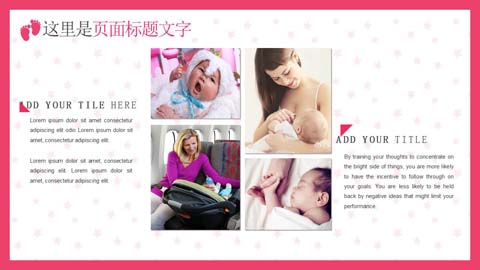 这里是页面标题文字
ADD YOUR TILE HERE
Lorem ipsum dolor sit amet consectetur
adipiscing elit odio Lorem ipsum dolor sit
amet, consectetur adipiscing elit.
Lorem ipsum dolor sit amet, consectetur
adipiscing elit. Lorem ipsum dolor sit
amet, consectetur adipiscing elit.
ADD YOUR TITLE
By training your thoughts to concentrate on
the bright side of things, you are more likely
to have the incentive to follow through on
your goals. You are less likely to be held
back by negative ideas that might limit your
performance.